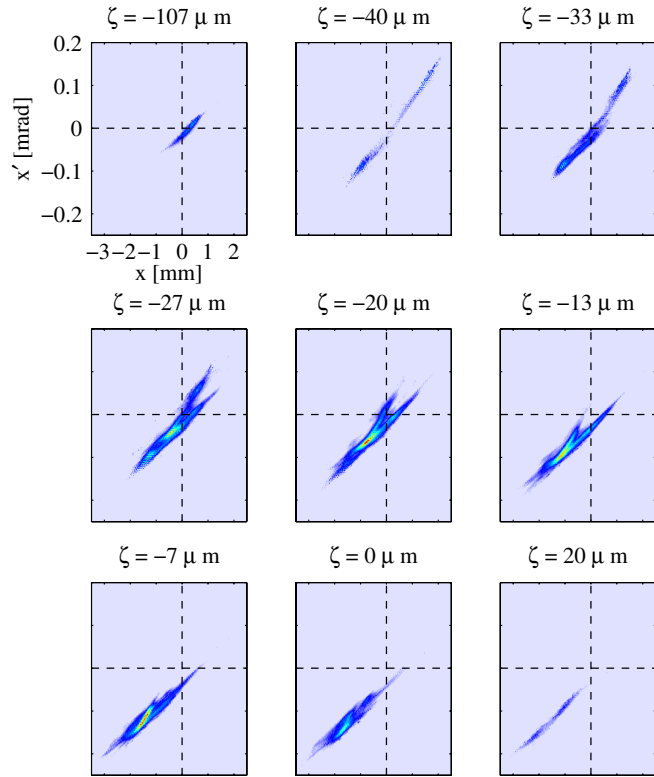 ζ = −107 μ m
ζ = −40 μ m
ζ = −33 μ m
0.2
0.1
0
−0.1
−0.2
x′ [mrad]
−3 −2 −1 0 1 2
x [mm]
ζ = −27 μ m
ζ = −20 μ m
ζ = −13 μ m
ζ = −7 μ m
ζ = 0 μ m
ζ = 20 μ m